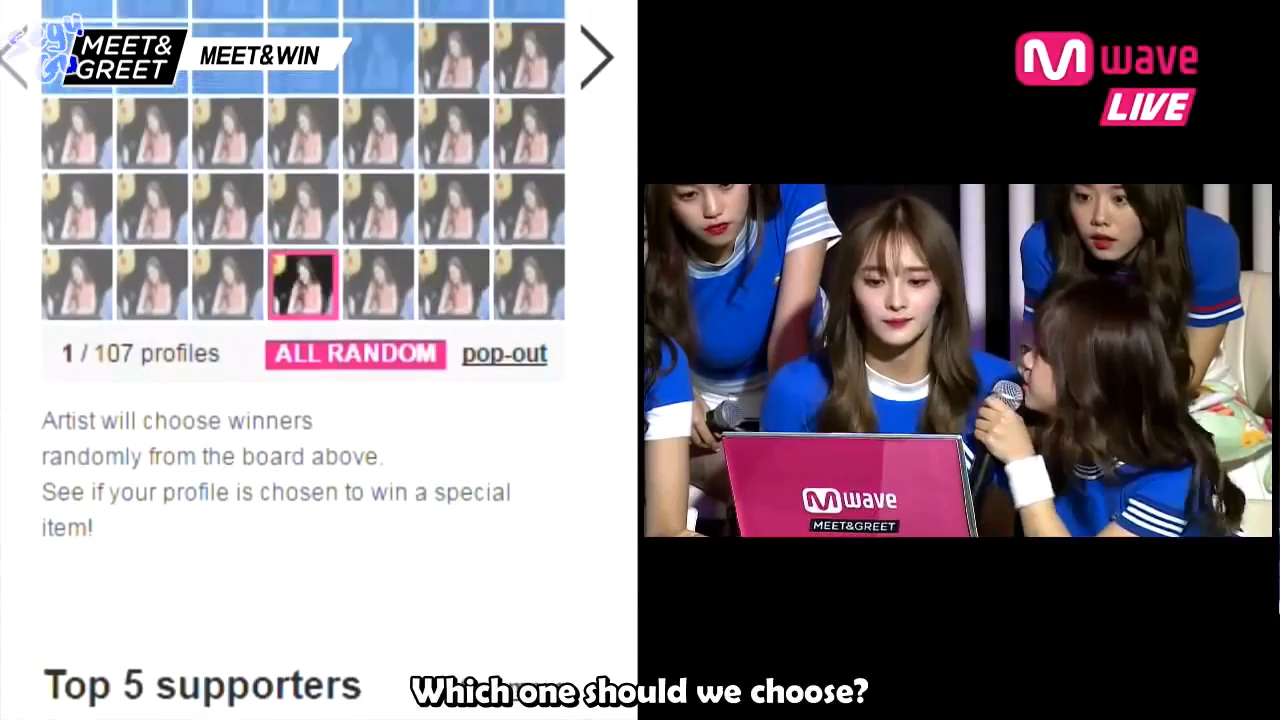 gugu
MEET&
GREET
MEET&WIN
M wave
LIVE
1 / 107 profiles
ALL RANDOM
pop-out
Artist will choose winners
randomly from the board above.
See if your profile is chosen to win a special
item!
M wave
MEET&GREET
Top 5 supporters
Which one should we choose?